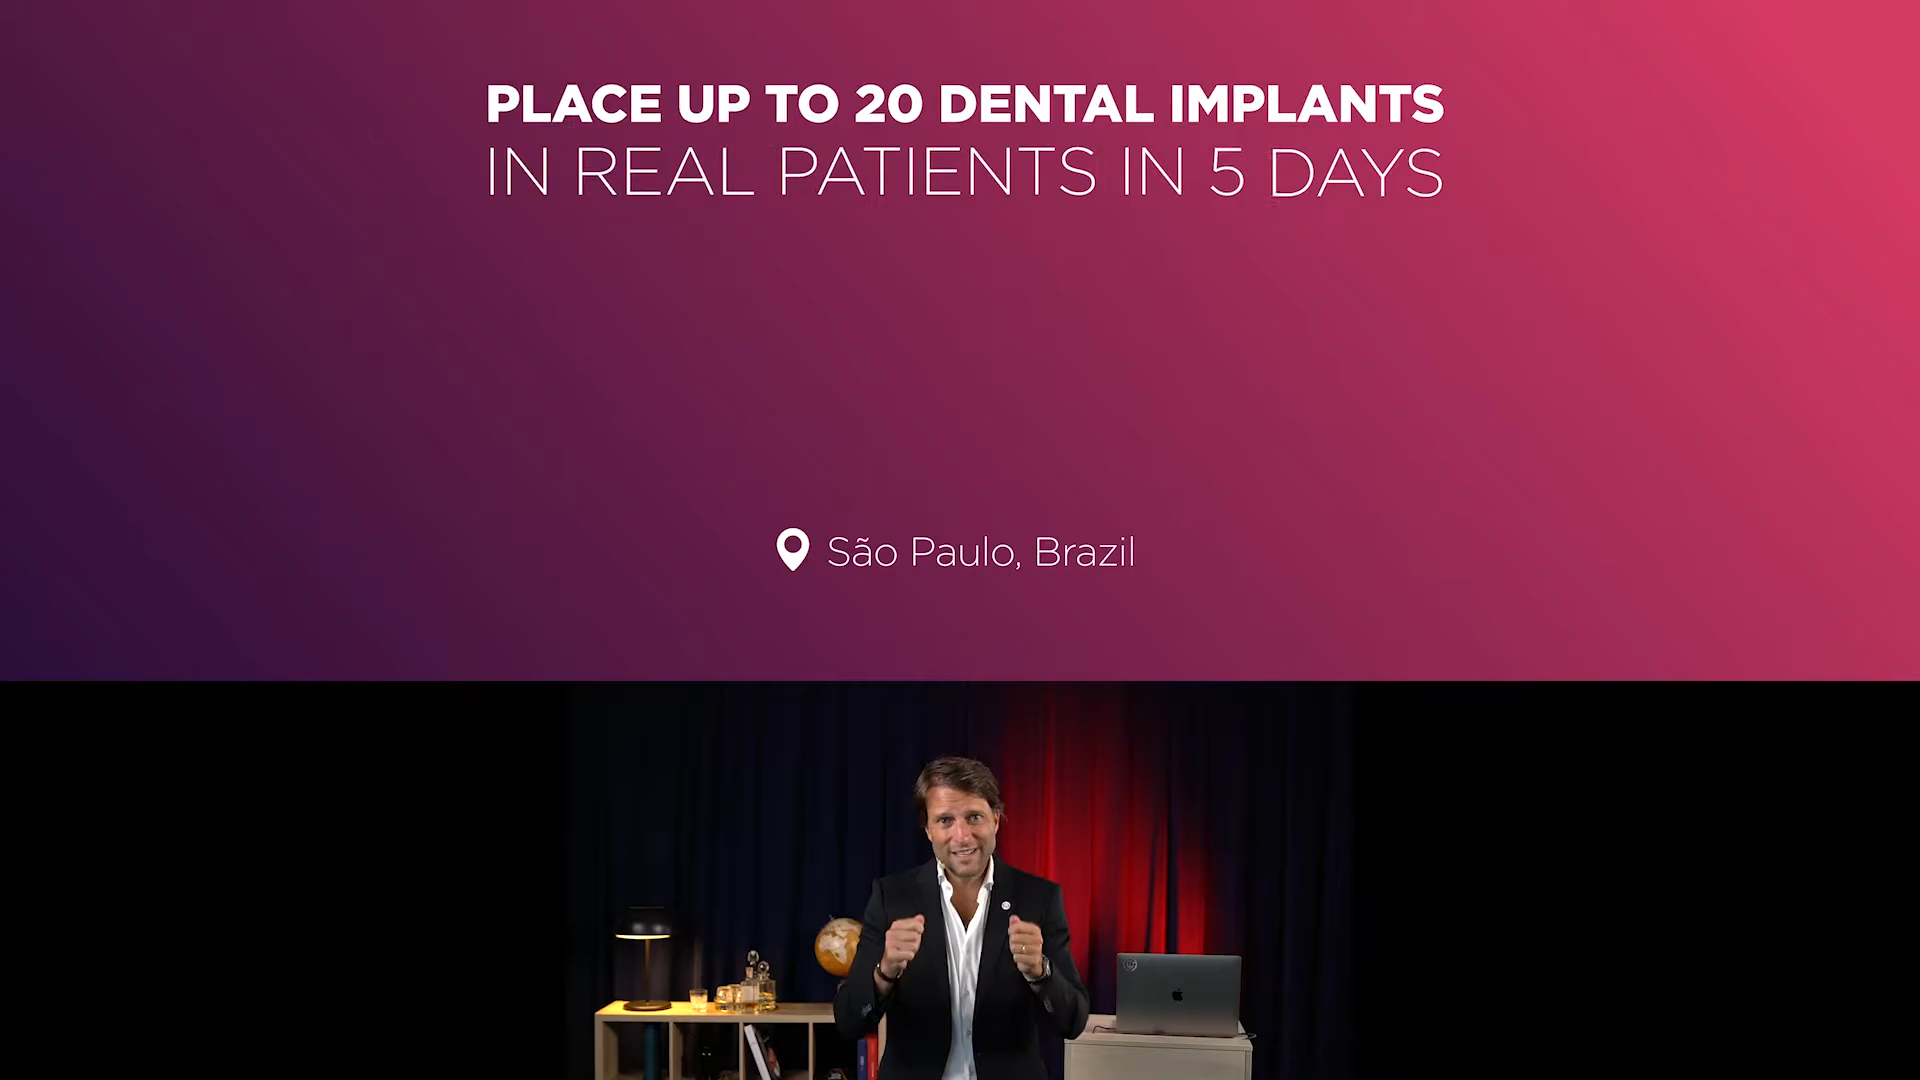 PLACE UP TO 20 DENTAL IMPLANTS
IN REAL PATIENTS IN 5 DAYS
São Paulo, Brazil